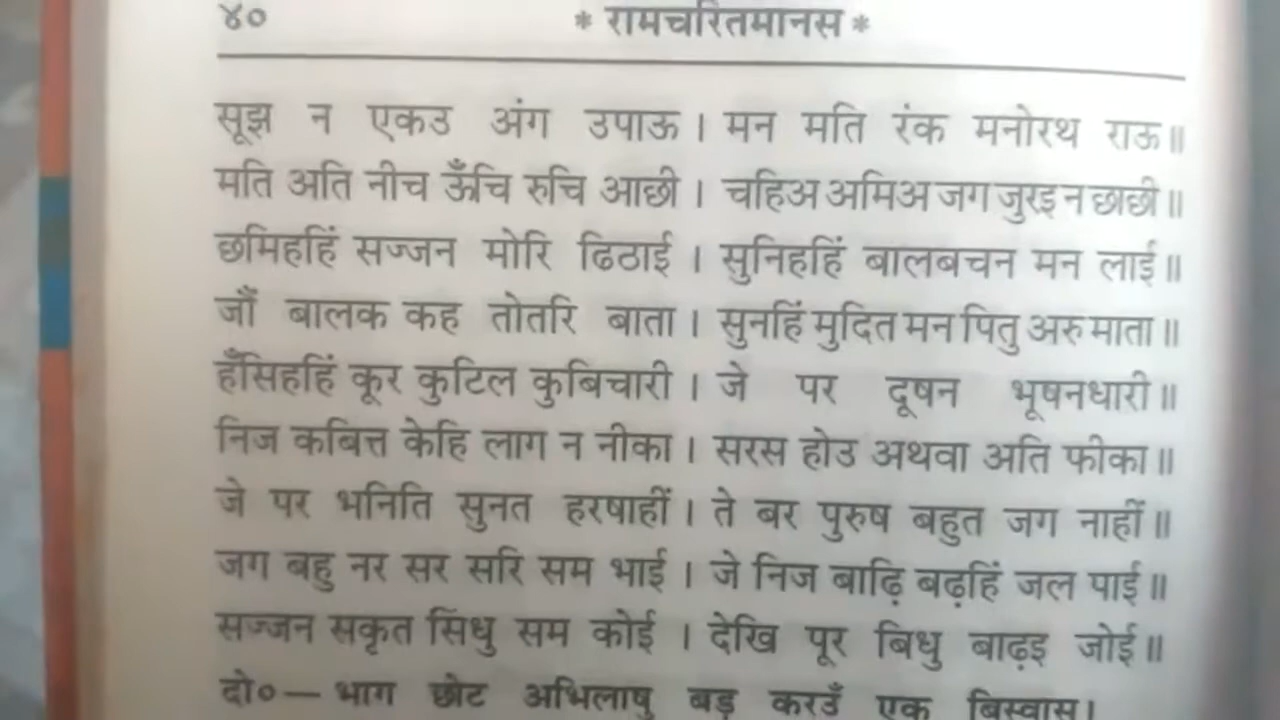 ४० * रामचरितमानस *
सूझ न एकउ अंग उपाऊ । मन मति रंक मनोरथ राऊ ॥
मति अति नीच ऊँचि रुचि आछी । चहिअ अमिअ जग जुरइ न छाछी ॥
छमिहहिं सज्जन मोरि ढिठाई । सुनिहहिं बालबचन मन लाई ॥
जौं बालक कह तोतरि बाता । सुनहिं मुदित मन पितु अरु माता ॥
हँसिहहिं कूर कुटिल कुबिचारी । जे पर दूषन भूषनधारी ॥
निज कबित्त केहि लाग न नीका । सरस होउ अथवा अति फीका ॥
जे पर भनिति सुनत हरषाहीं । ते बर पुरुष बहुत जग नाहीं ॥
जग बहु नर सर सरि सम भाई । जे निज बाढ़ि बढ़हिं जल पाई ॥
सज्जन सकृत सिंधु सम कोई । देखि पूर बिधु बाढ़इ जोई ॥
दो०— भाग छोट अभिलाषु बड़ करउँ एक बिस्वास।